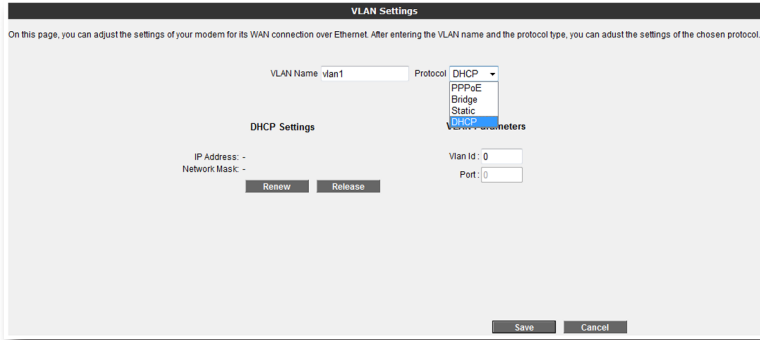 VLAN Settings
On this page, you can adjust the settings of your modem for its WAN connection over Ethernet. After entering the VLAN name and the protocol type, you can adust the settings of the chosen protocol.
VLAN Name vlan1 Protocol DHCP
PPPoE
Bridge
Static
DHCP
DHCP Settings VLAN Parameters
IP Address: - Vlan Id : 0
Network Mask: - Port : 0
Renew Release
Save Cancel